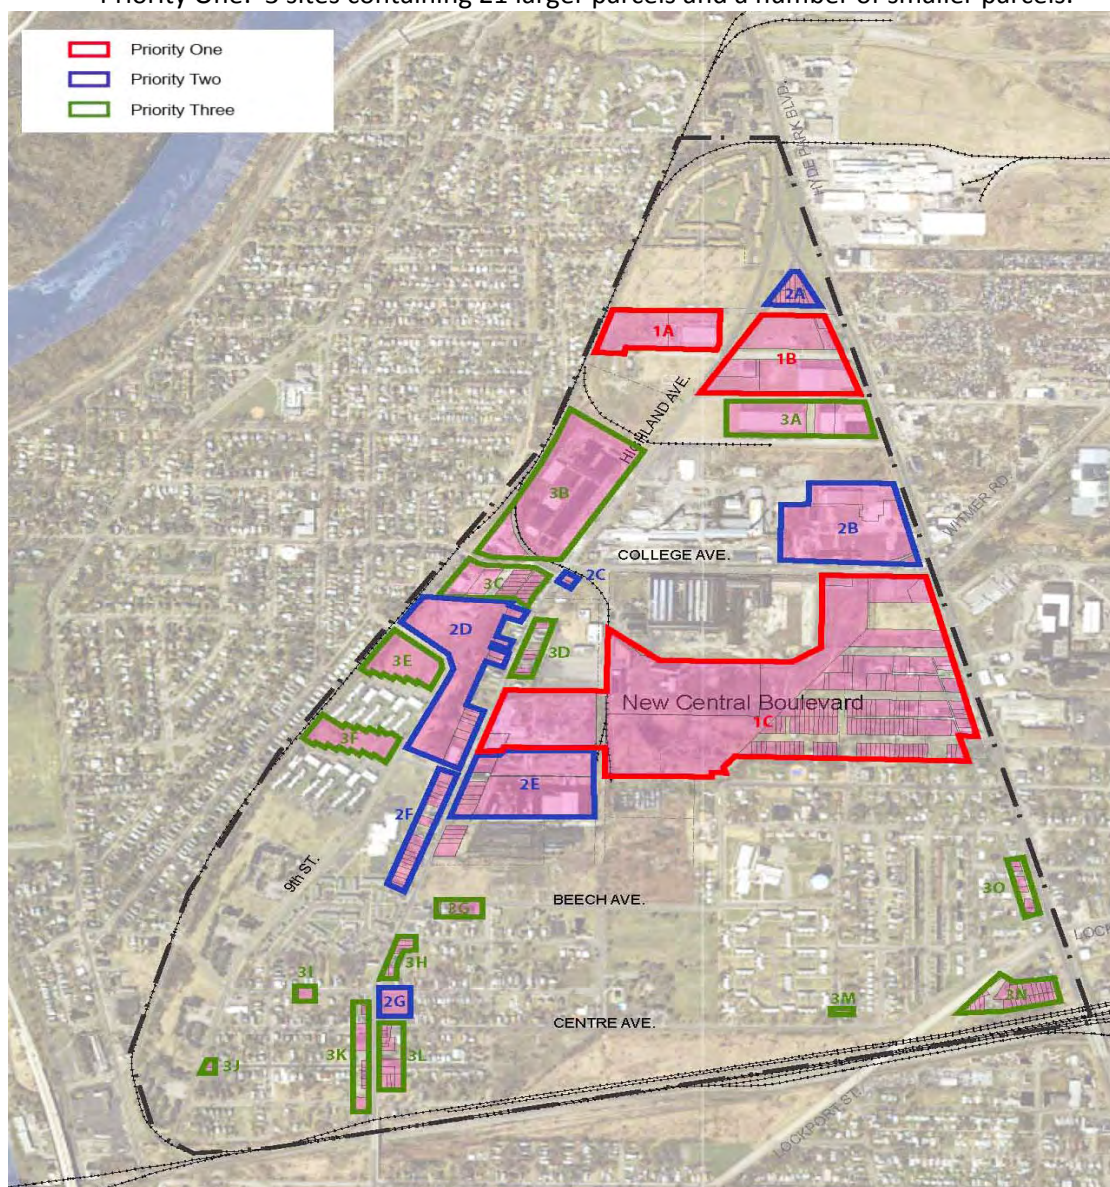 Priority One: 3 sites containing 21 larger parcels and a number of smaller parcels.
Priority One
Priority Two
Priority Three
HYDE PARK BLVD.
2A
1A
1B
HIGHLAND AVE.
3A
3B
2B
WITMER RD.
COLLEGE AVE.
3C
2C
2D
3D
3E
New Central Boulevard
1C
3F
2E
2F
9th ST.
3O
BEECH AVE.
3G
3H
3I
2G
3M
3N
CENTRE AVE.
3K
3L
3J
LOCKPORT ST.